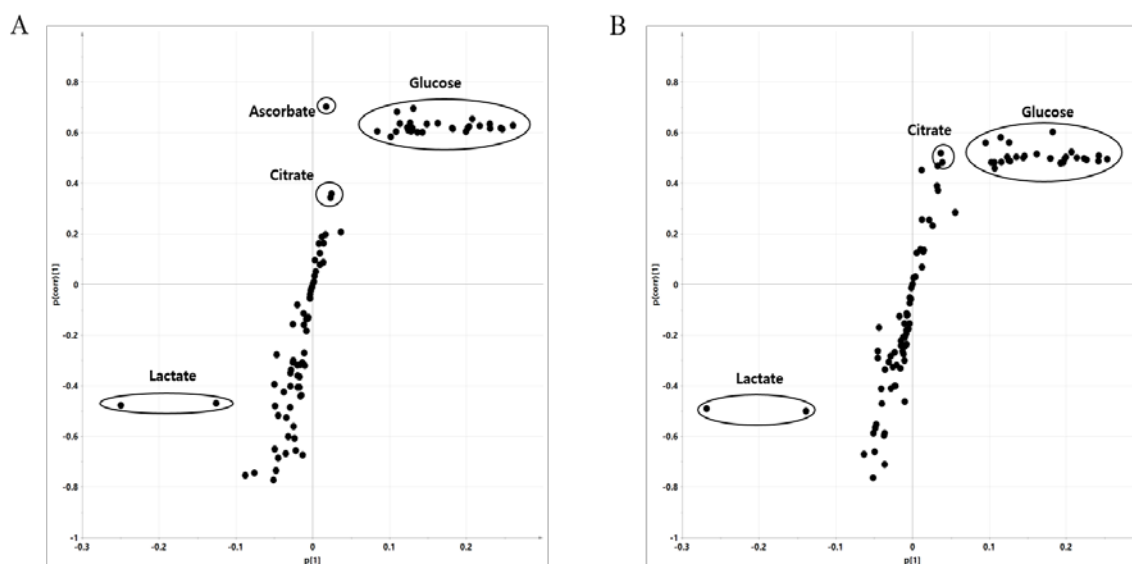 A
0.8
0.6
0.4
0.2
0
-0.2
-0.4
-0.6
-0.8
-1
p(corr)[1]
-0.3
-0.2
-0.1
0
0.1
0.2
p[1]
Ascorbate
Glucose
Citrate
Lactate
B
0.8
0.6
0.4
0.2
0
-0.2
-0.4
-0.6
-0.8
-1
p(corr)[1]
-0.3
-0.2
-0.1
0
0.1
0.2
p[1]
Glucose
Citrate
Lactate